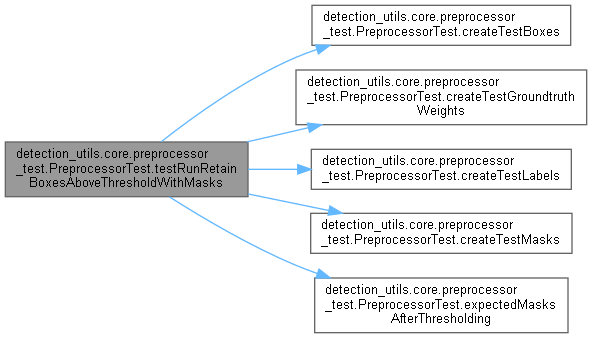 detection_utils.core.preprocessor
_test.PreprocessorTest.testRunRetain
BoxesAboveThresholdWithMasks
detection_utils.core.preprocessor
_test.PreprocessorTest.createTestBoxes
detection_utils.core.preprocessor
_test.PreprocessorTest.createTestGroundtruth
Weights
detection_utils.core.preprocessor
_test.PreprocessorTest.createTestLabels
detection_utils.core.preprocessor
_test.PreprocessorTest.createTestMasks
detection_utils.core.preprocessor
_test.PreprocessorTest.expectedMasks
AfterThresholding